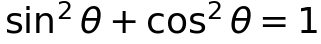 sin² θ + cos² θ = 1